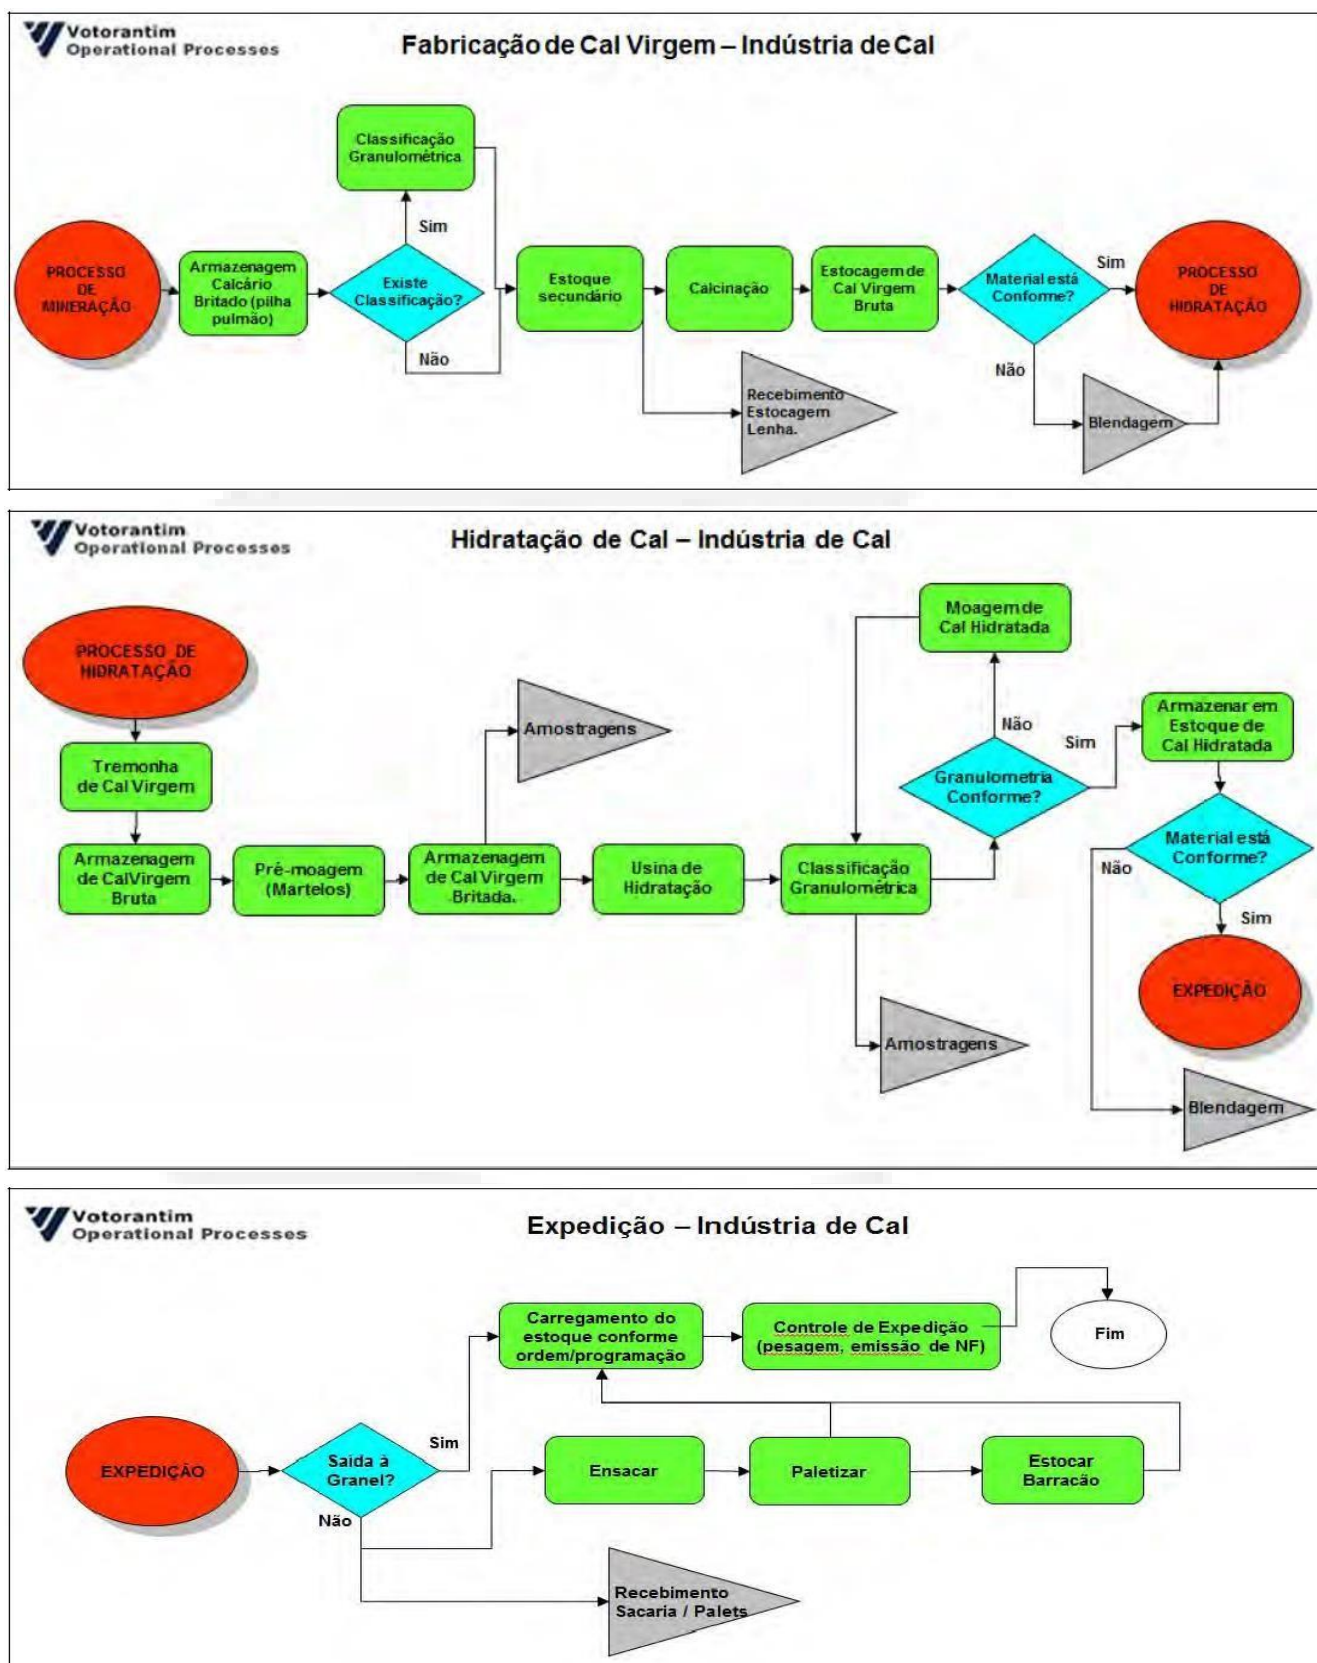 Votorantim
Operational Processes
Fabricação de Cal Virgem – Indústria de Cal
Classificação
Granulométrica
Sim
PROCESSO
DE
MINERAÇÃO
Armazenagem
Calcário
Britado (pilha
pulmão)
Existe
Classificação?
Não
Estoque
secundário
Calcinação
Estocagem de
Cal Virgem
Bruta
Material está
Conforme?
Sim
Não
PROCESSO
DE
HIDRATAÇÃO
Recebimento
Estocagem
Lenha.
Blendagem
Votorantim
Operational Processes
Hidratação de Cal – Indústria de Cal
PROCESSO DE
HIDRATAÇÃO
Tremonha
de Cal Virgem
Armazenagem
de Cal Virgem
Bruta
Pré-moagem
(Martelos)
Armazenagem
de Cal Virgem
Britada.
Amostragens
Usina de
Hidratação
Classificação
Granulométrica
Amostragens
Moagem de
Cal Hidratada
Não
Granulometria
Conforme?
Sim
Armazenar em
Estoque de
Cal Hidratada
Material está
Conforme?
Não
Sim
EXPEDIÇÃO
Blendagem
Votorantim
Operational Processes
Expedição – Indústria de Cal
Carregamento do
estoque conforme
ordem/programação
Controle de Expedição
(pesagem, emissão de NF)
Fim
EXPEDIÇÃO
Saída à
Granel?
Sim
Não
Ensacar
Paletizar
Estocar
Barracão
Recebimento
Sacaria / Palets